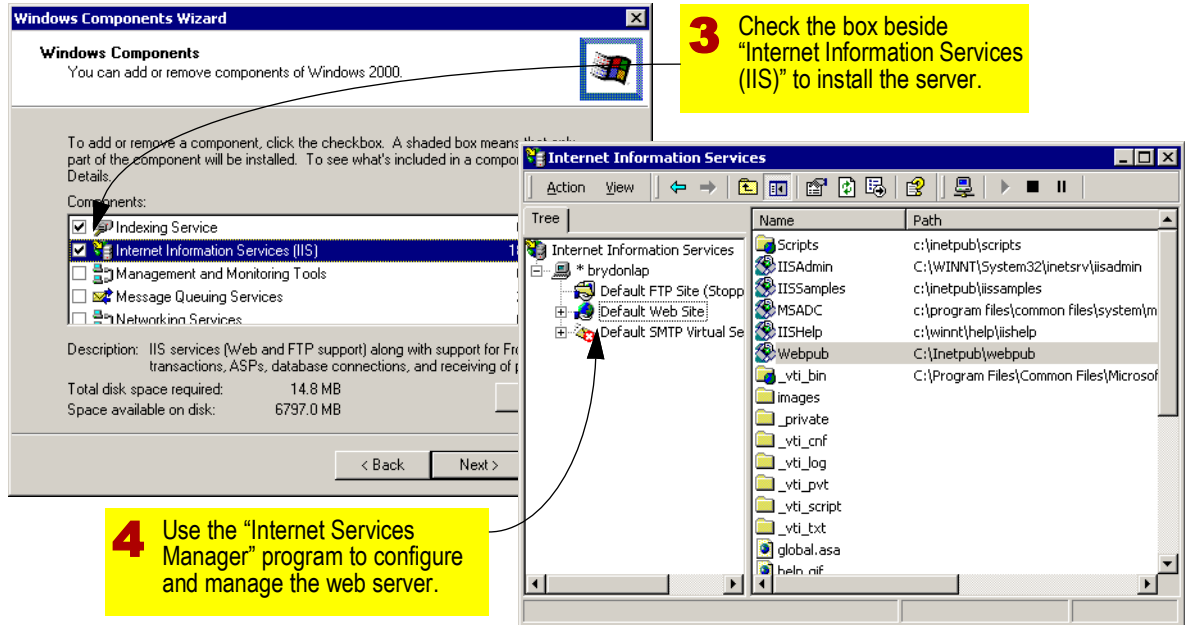 Windows Components Wizard
Windows Components
You can add or remove components of Windows 2000.
To add or remove a component, click the checkbox. A shaded box means that only
part of the component will be installed. To see what's included in a compo
Details.
Components:
Indexing Service
Internet Information Services (IIS)
Management and Monitoring Tools
Message Queuing Services
Networking Services
Description: IIS services (Web and FTP support) along with support for Fr
transactions, ASPs, database connections, and receiving of
Total disk space required: 14.8 MB
Space available on disk: 6797.0 MB
< Back
Next >
3 Check the box beside
“Internet Information Services
(IIS)” to install the server.
Internet Information Services
Action View
Tree
Internet Information Services
* brydonlap
Default FTP Site (Stopp
Default Web Site
Default SMTP Virtual Se
Name Path
Scripts c:\inetpub\scripts
IISAdmin C:\WINNT\System32\inetsrv\iisadmin
IISSamples c:\inetpub\iissamples
MSADC c:\program files\common files\system\m
IISHelp c:\winnt\help\iishelp
Webpub C:\Inetpub\webpub
_vti_bin C:\Program Files\Common Files\Microsof
images
_private
_vti_cnf
_vti_log
_vti_pvt
_vti_script
_vti_txt
global.asa
help.gif
4 Use the “Internet Services
Manager” program to configure
and manage the web server.